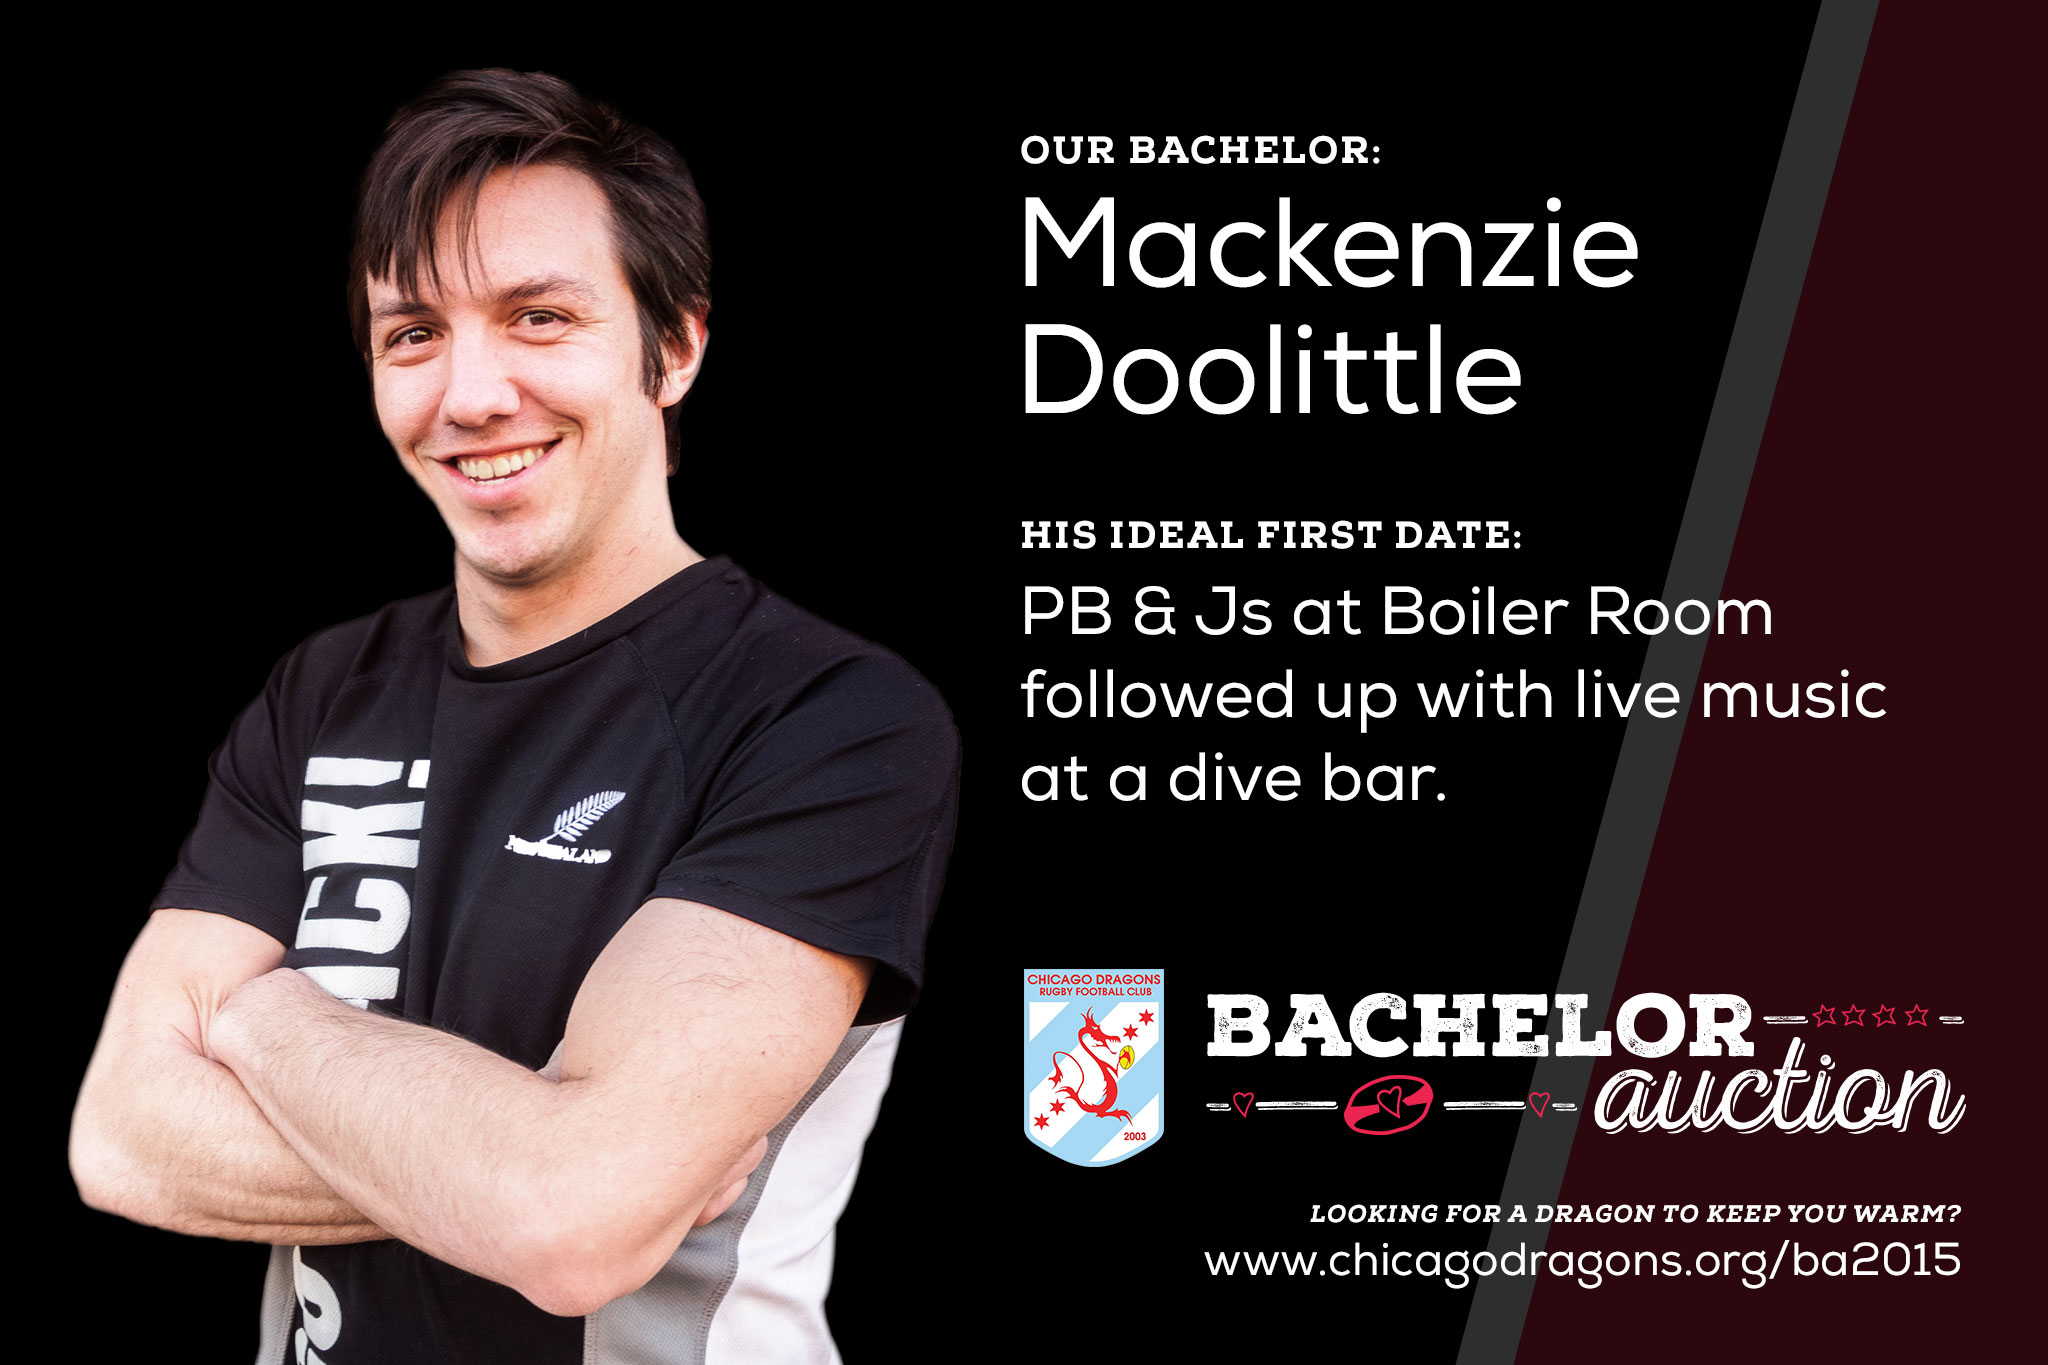 OUR BACHELOR:
Mackenzie
Doolittle
HIS IDEAL FIRST DATE:
PB & Js at Boiler Room
followed up with live music
at a dive bar.
CHICAGO DRAGONS
RUGBY FOOTBALL CLUB
2003
BACHELOR
auction
LOOKING FOR A DRAGON TO KEEP YOU WARM?
www.chicagodragons.org/ba2015